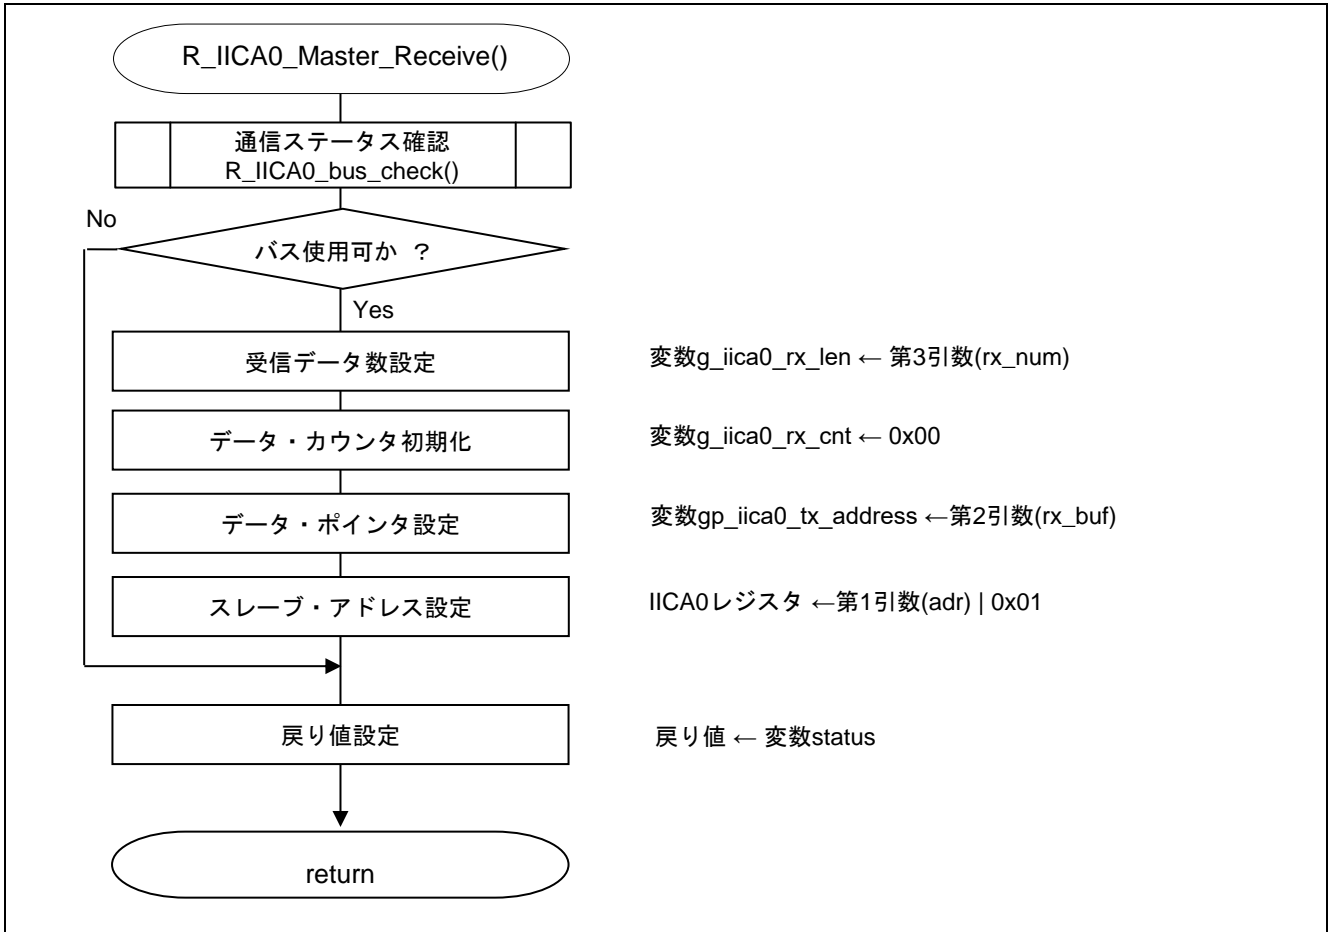 R_IICA0_Master_Receive()
通信ステータス確認
R_IICA0_bus_check()
No
バス使用可か ？
Yes
受信データ数設定
変数g_iica0_rx_len ← 第3引数(rx_num)
データ・カウンタ初期化
変数g_iica0_rx_cnt ← 0x00
データ・ポインタ設定
変数gp_iica0_tx_address ←第2引数(rx_buf)
スレーブ・アドレス設定
IICA0レジスタ ←第1引数(adr) | 0x01
戻り値設定
戻り値 ← 変数status
return